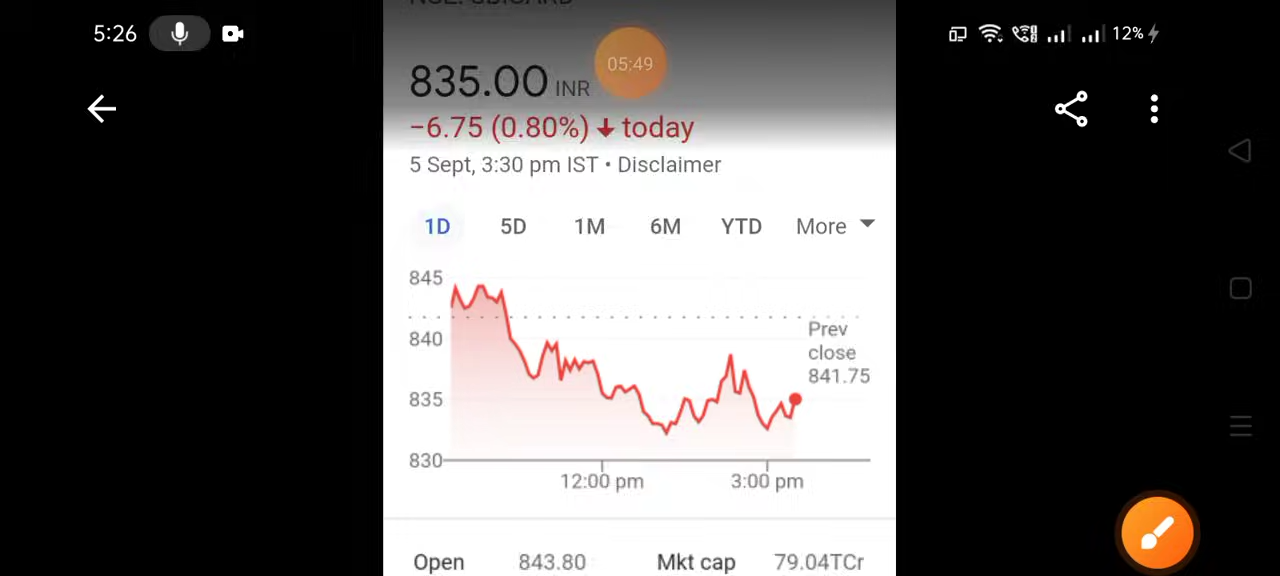 5:26
12%
835.00 INR
05:49
−6.75 (0.80%) ↓ today
5 Sept, 3:30 pm IST • Disclaimer
1D 5D 1M 6M YTD More
845
840
835
830
Prev
close
841.75
12:00 pm 3:00 pm
Open 843.80 Mkt cap 79.04TCr